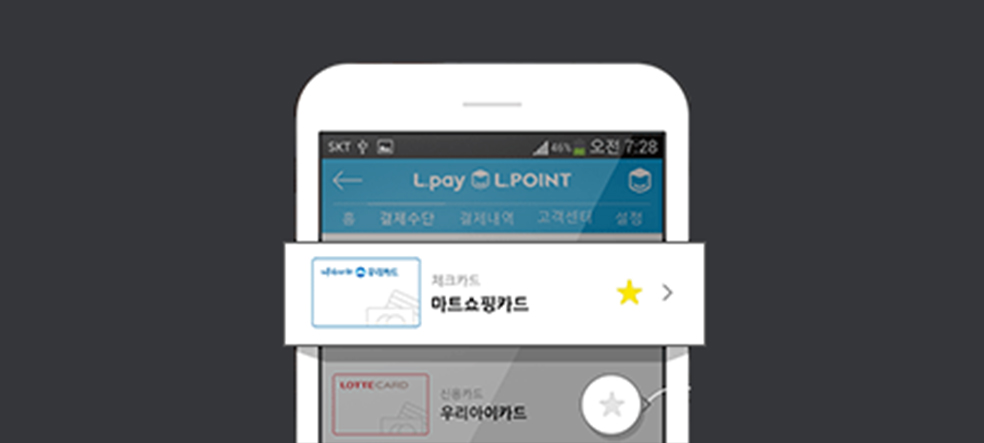 SKT 46% 오전 7:28
L.pay L.POINT
홈 결제수단 결제내역 고객센터 설정
우리카드
체크카드
마트쇼핑카드
LOTTECARD
신용카드
우리아이카드